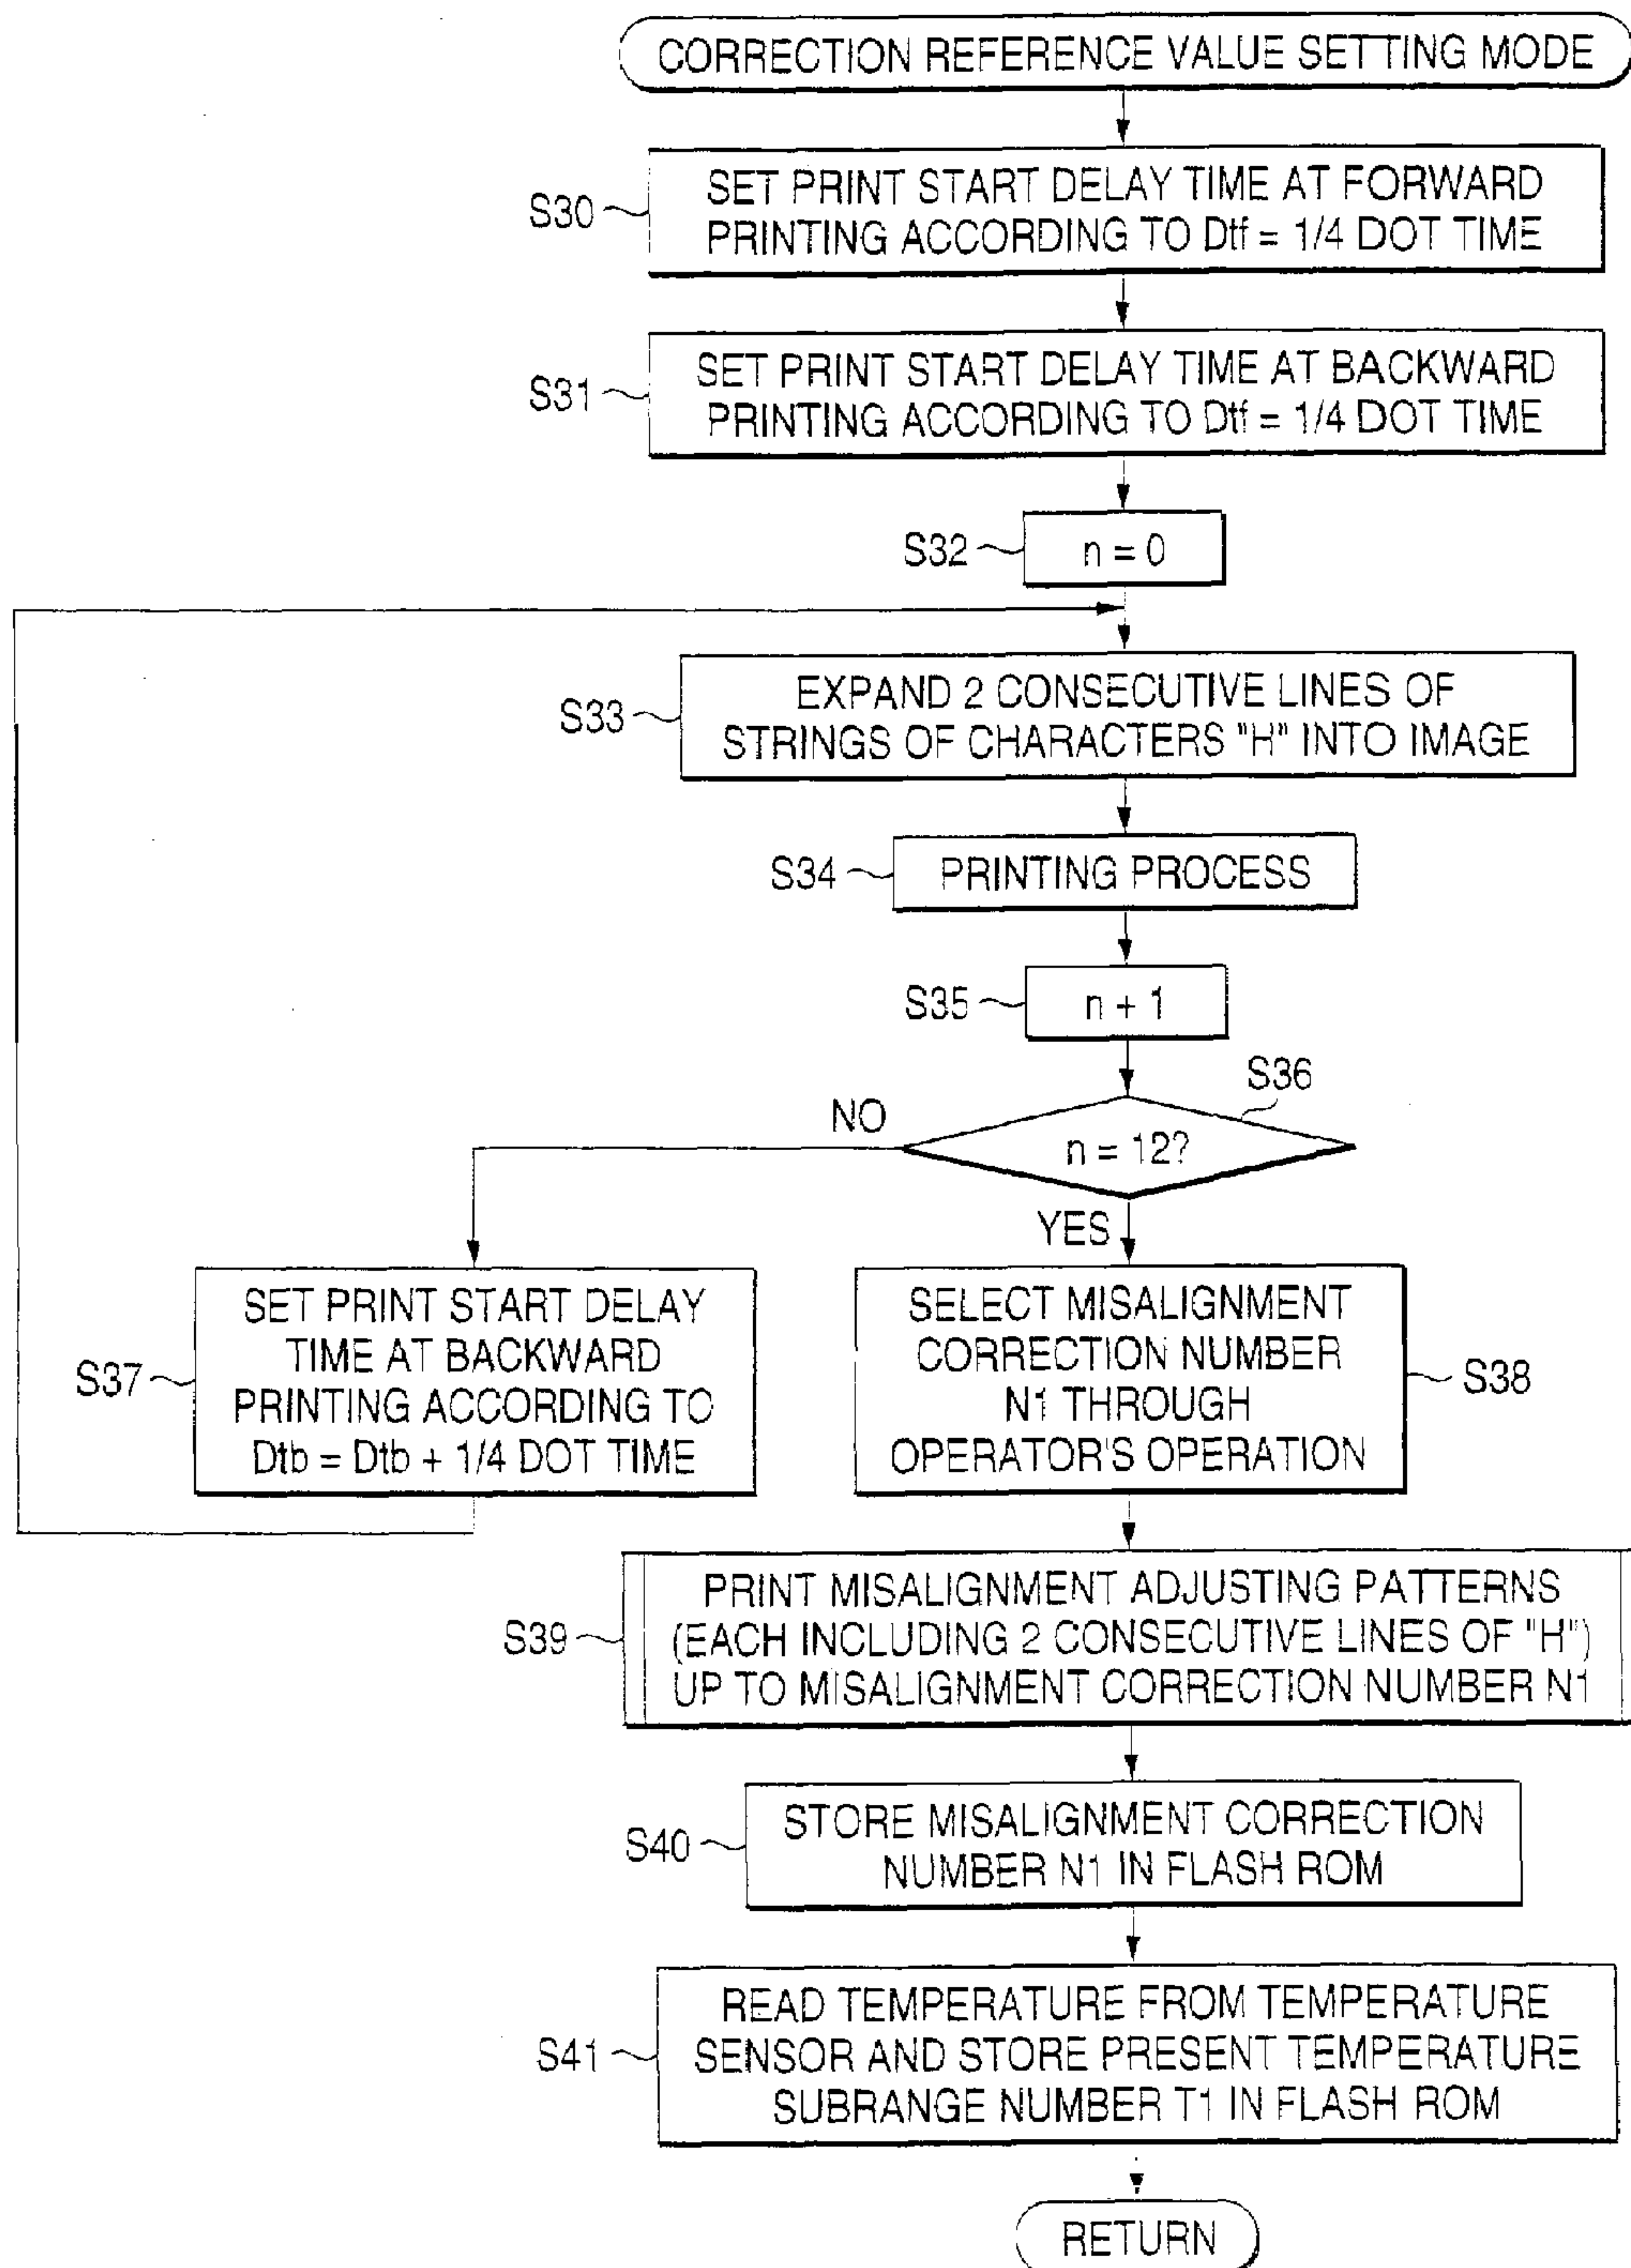 CORRECTION REFERENCE VALUE SETTING MODE
S30
SET PRINT START DELAY TIME AT FORWARD
PRINTING ACCORDING TO Dtf = 1/4 DOT TIME
S31
SET PRINT START DELAY TIME AT BACKWARD
PRINTING ACCORDING TO Dtf = 1/4 DOT TIME
S32
n = 0
S33
EXPAND 2 CONSECUTIVE LINES OF
STRINGS OF CHARACTERS "H" INTO IMAGE
S34
PRINTING PROCESS
S35
n + 1
S36
NO
n = 12?
YES
S37
SET PRINT START DELAY
TIME AT BACKWARD
PRINTING ACCORDING TO
Dtb = Dtb + 1/4 DOT TIME
SELECT MISALIGNMENT
CORRECTION NUMBER
N1 THROUGH
OPERATOR'S OPERATION
S38
S39
PRINT MISALIGNMENT ADJUSTING PATTERNS
(EACH INCLUDING 2 CONSECUTIVE LINES OF "H")
UP TO MISALIGNMENT CORRECTION NUMBER N1
S40
STORE MISALIGNMENT CORRECTION
NUMBER N1 IN FLASH ROM
S41
READ TEMPERATURE FROM TEMPERATURE
SENSOR AND STORE PRESENT TEMPERATURE
SUBRANGE NUMBER T1 IN FLASH ROM
RETURN